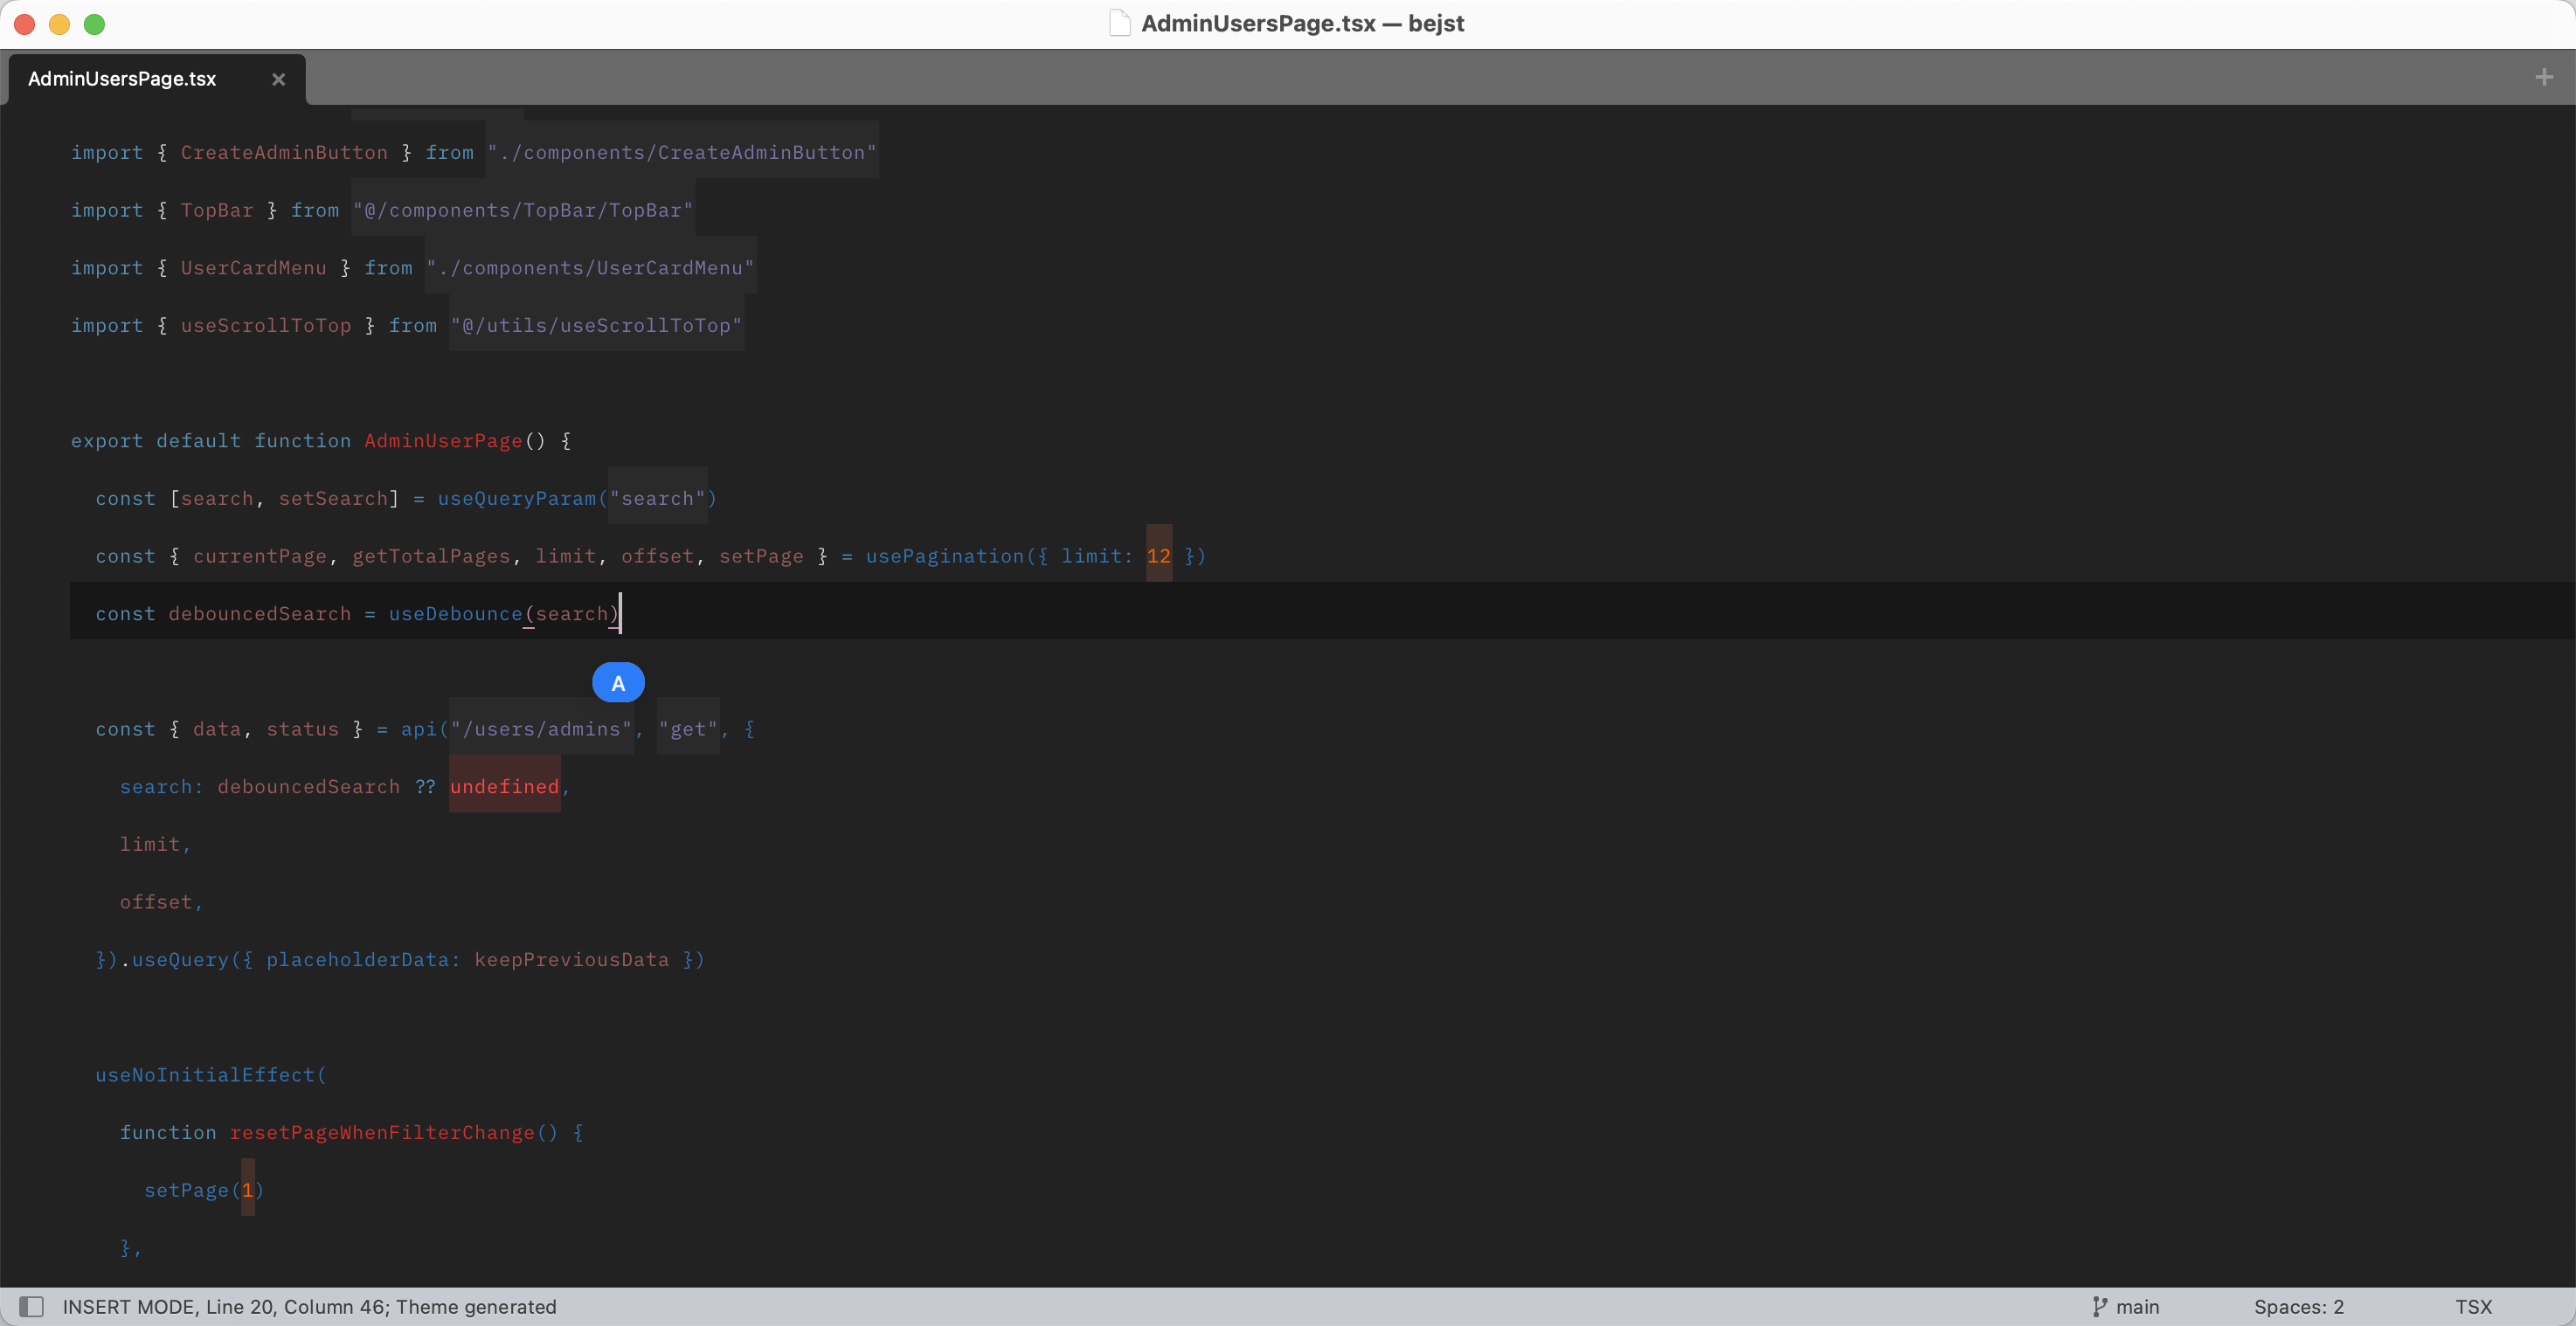 AdminUsersPage.tsx — bejst
AdminUsersPage.tsx
import { CreateAdminButton } from "./components/CreateAdminButton"
import { TopBar } from "@/components/TopBar/TopBar"
import { UserCardMenu } from "./components/UserCardMenu"
import { useScrollToTop } from "@/utils/useScrollToTop"
export default function AdminUserPage() {
const [search, setSearch] = useQueryParam("search")
const { currentPage, getTotalPages, limit, offset, setPage } = usePagination({ limit: 12 })
const debouncedSearch = useDebounce(search)
A
const { data, status } = api("/users/admins", "get", {
search: debouncedSearch ?? undefined,
limit,
offset,
}).useQuery({ placeholderData: keepPreviousData })
useNoInitialEffect(
function resetPageWhenFilterChange() {
setPage(1)
},
INSERT MODE, Line 20, Column 46; Theme generated
main
Spaces: 2
TSX